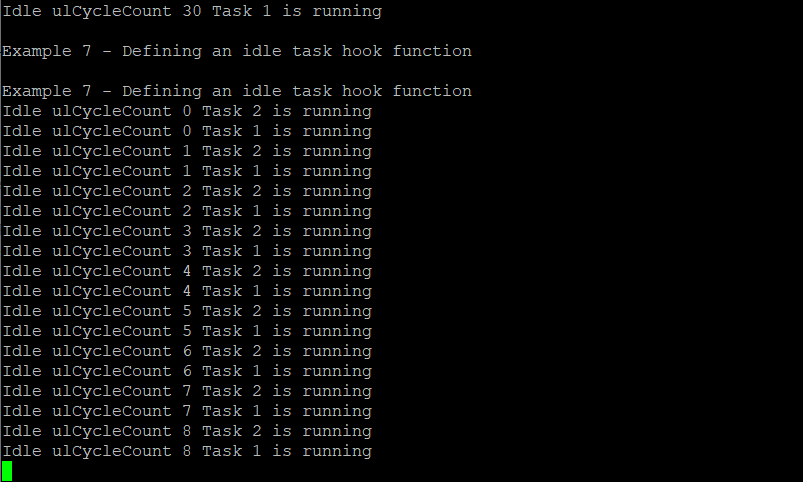 Idle ulCycleCount 30 Task 1 is running
Example 7 - Defining an idle task hook function
Example 7 - Defining an idle task hook function
Idle ulCycleCount 0 Task 2 is running
Idle ulCycleCount 0 Task 1 is running
Idle ulCycleCount 1 Task 2 is running
Idle ulCycleCount 1 Task 1 is running
Idle ulCycleCount 2 Task 2 is running
Idle ulCycleCount 2 Task 1 is running
Idle ulCycleCount 3 Task 2 is running
Idle ulCycleCount 3 Task 1 is running
Idle ulCycleCount 4 Task 2 is running
Idle ulCycleCount 4 Task 1 is running
Idle ulCycleCount 5 Task 2 is running
Idle ulCycleCount 5 Task 1 is running
Idle ulCycleCount 6 Task 2 is running
Idle ulCycleCount 6 Task 1 is running
Idle ulCycleCount 7 Task 2 is running
Idle ulCycleCount 7 Task 1 is running
Idle ulCycleCount 8 Task 2 is running
Idle ulCycleCount 8 Task 1 is running